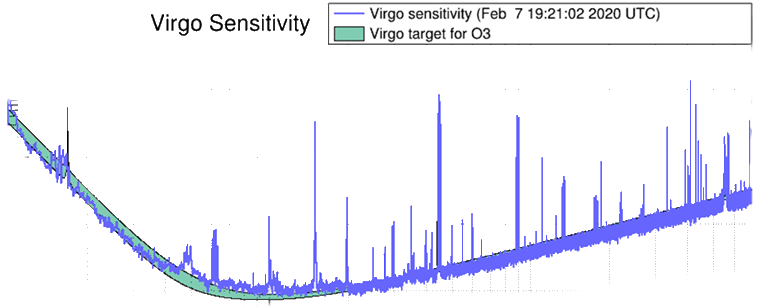 Virgo Sensitivity
Virgo sensitivity (Feb 7 19:21:02 2020 UTC)
Virgo target for O3